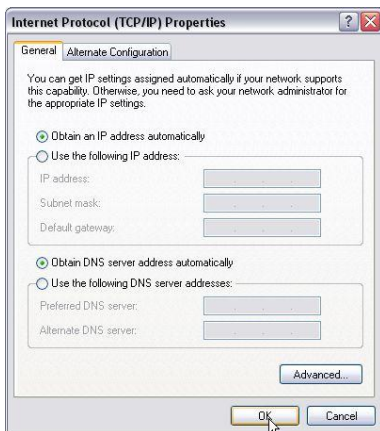 Internet Protocol (TCP/IP) Properties
General
Alternate Configuration
You can get IP settings assigned automatically if your network supports
this capability. Otherwise, you need to ask your network administrator for
the appropriate IP settings.
Obtain an IP address automatically
Use the following IP address:
IP address:
Subnet mask:
Default gateway:
Obtain DNS server address automatically
Use the following DNS server addresses:
Preferred DNS server:
Alternate DNS server:
Advanced...
OK
Cancel